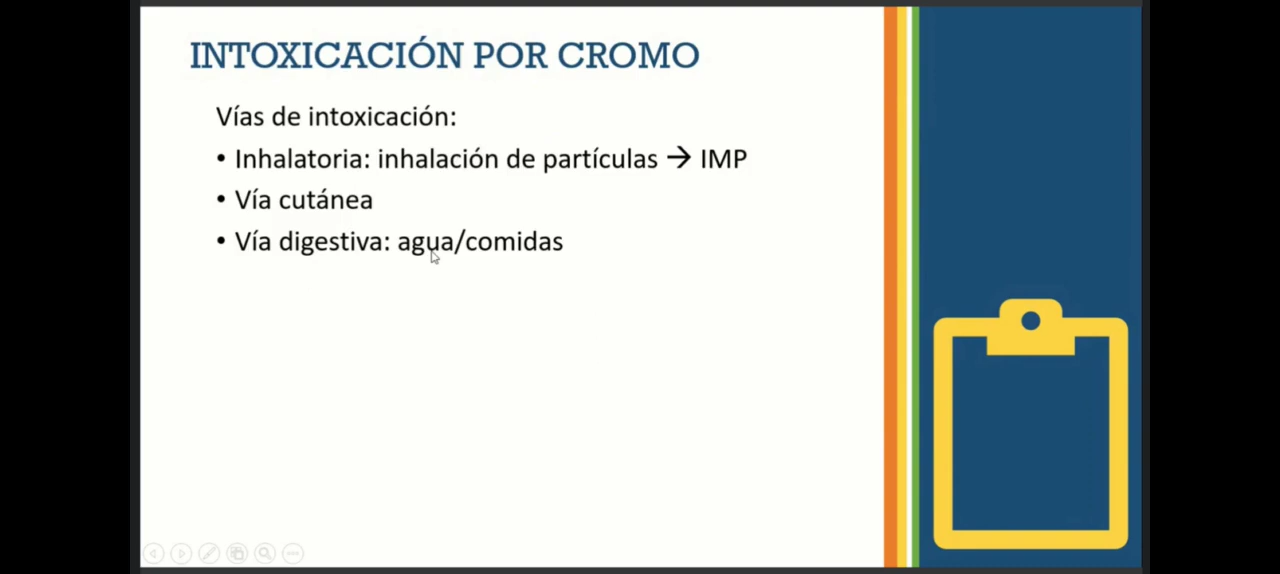 INTOXICACIÓN POR CROMO
Vías de intoxicación:
• Inhalatoria: inhalación de partículas → IMP
• Vía cutánea
• Vía digestiva: agua/comidas